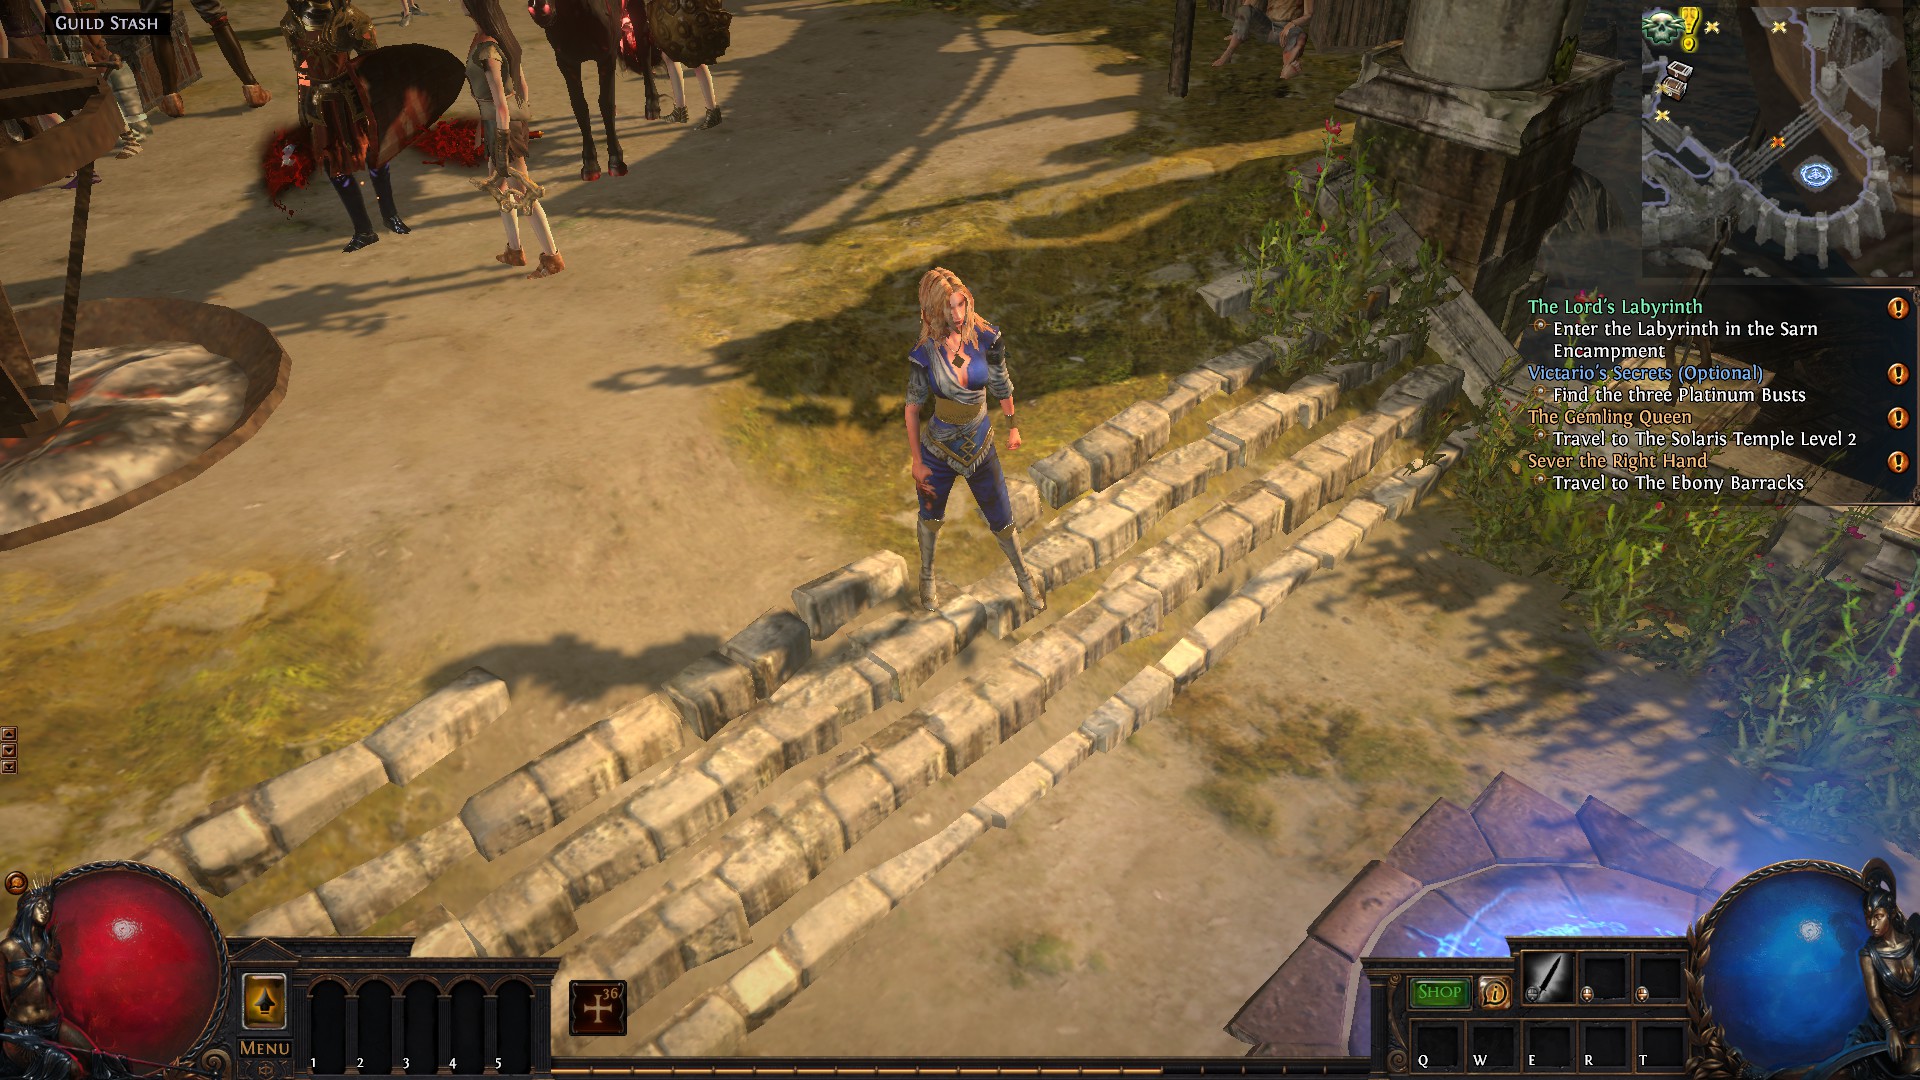 Guild Stash
The Lord's Labyrinth
Enter the Labyrinth in the Sarn
Encampment
Victario's Secrets (Optional)
Find the three Platinum Busts
The Gemling Queen
Travel to The Solaris Temple Level 2
Sever the Right Hand
Travel to The Ebony Barracks
36
Shop
Menu
1 2 3 4 5
Q W E R T